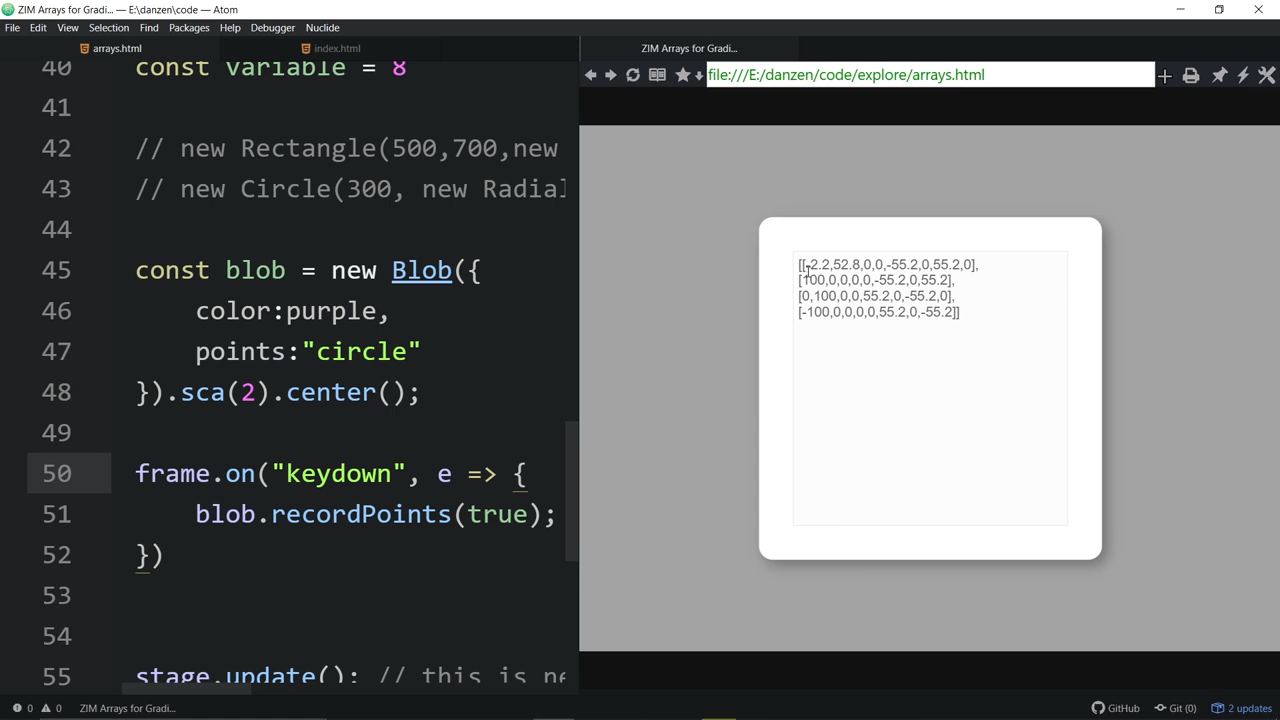 ZIM Arrays for Gradi... — E:\danzen\code — Atom
File Edit View Selection Find Packages Help Debugger Nuclide
arrays.html index.html ZIM Arrays for Gradi...
file:///E:/danzen/code/explore/arrays.html
40 const variable = 8
41
42 // new Rectangle(500,700,new
43 // new Circle(300, new Radial
44
45 const blob = new Blob({
46 color:purple,
47 points:"circle"
48 }).sca(2).center();
49
50 frame.on("keydown", e => {
51 blob.recordPoints(true);
52 })
53
54
55 stage.update(); // this is ne
[[-2.2,52.8,0,0,-55.2,0,55.2,0],
[100,0,0,0,0,-55.2,0,55.2],
[0,100,0,0,55.2,0,-55.2,0],
[-100,0,0,0,0,55.2,0,-55.2]]
0 0 ZIM Arrays for Gradi... GitHub Git (0) 2 updates